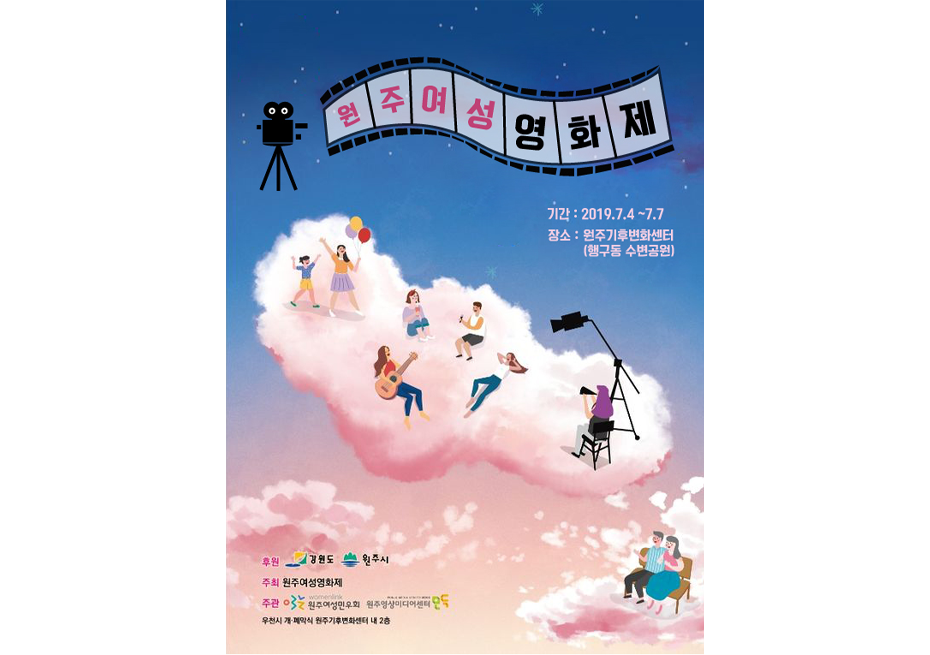 원주여성영화제
기간 : 2019.7.4 ~7.7
장소 : 원주기후변화센터
(행구동 수변공원)
후원 강원도 원주시
주최 원주여성영화제
주관 womenlink 원주여성민우회 원주영상미디어센터 모두
우천시 개·폐막식 원주기후변화센터 내 2층